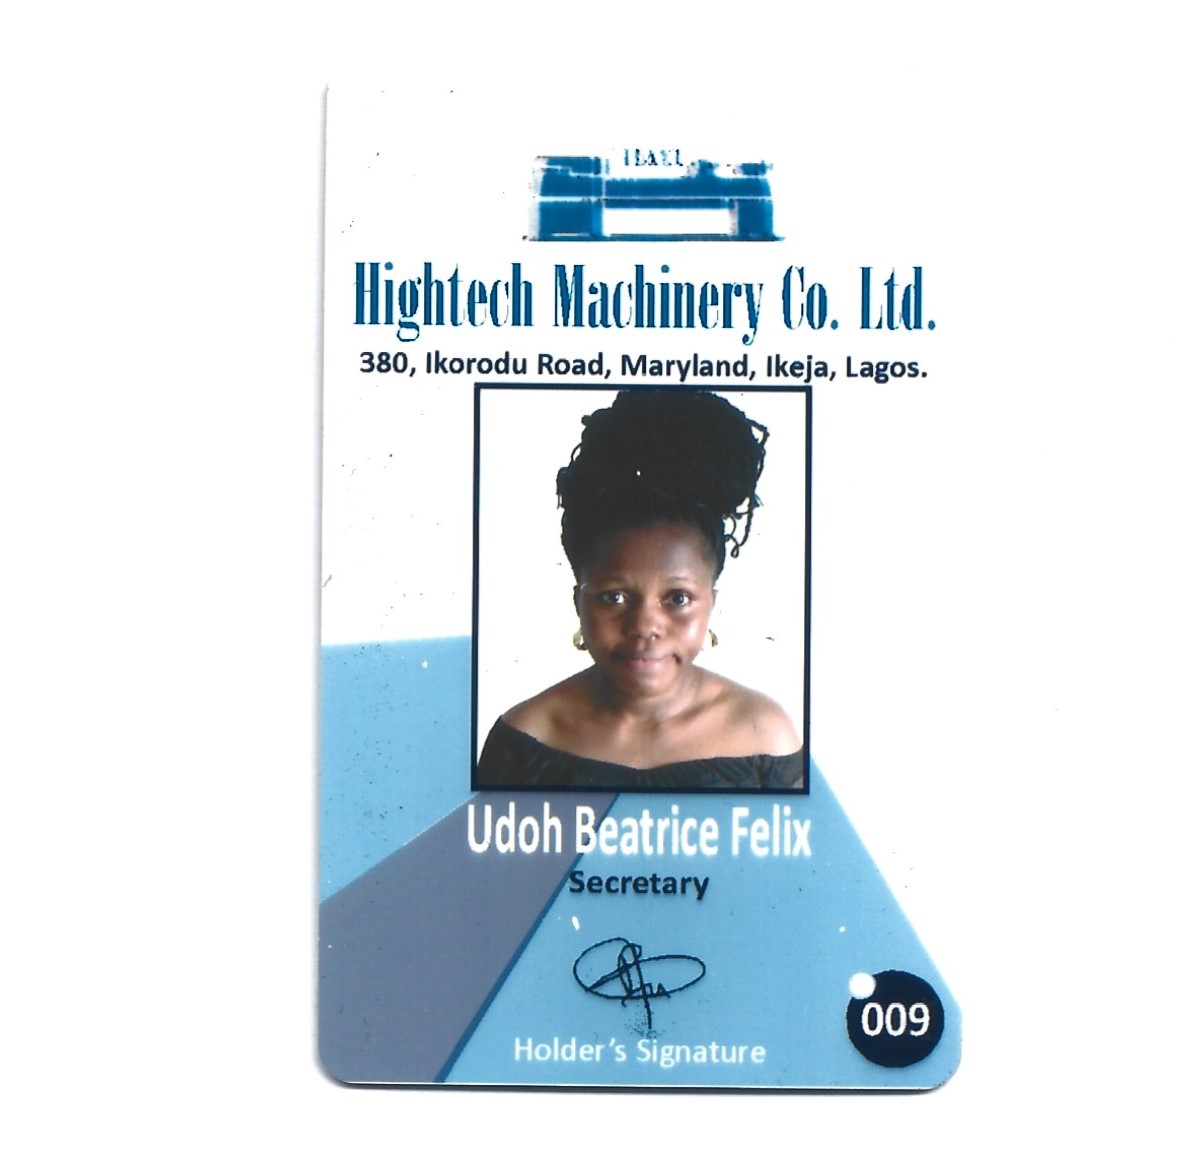 Hightech Machinery Co. Ltd.
380, Ikorodu Road, Maryland, Ikeja, Lagos.
Udoh Beatrice Felix
Secretary
Holder's Signature
009